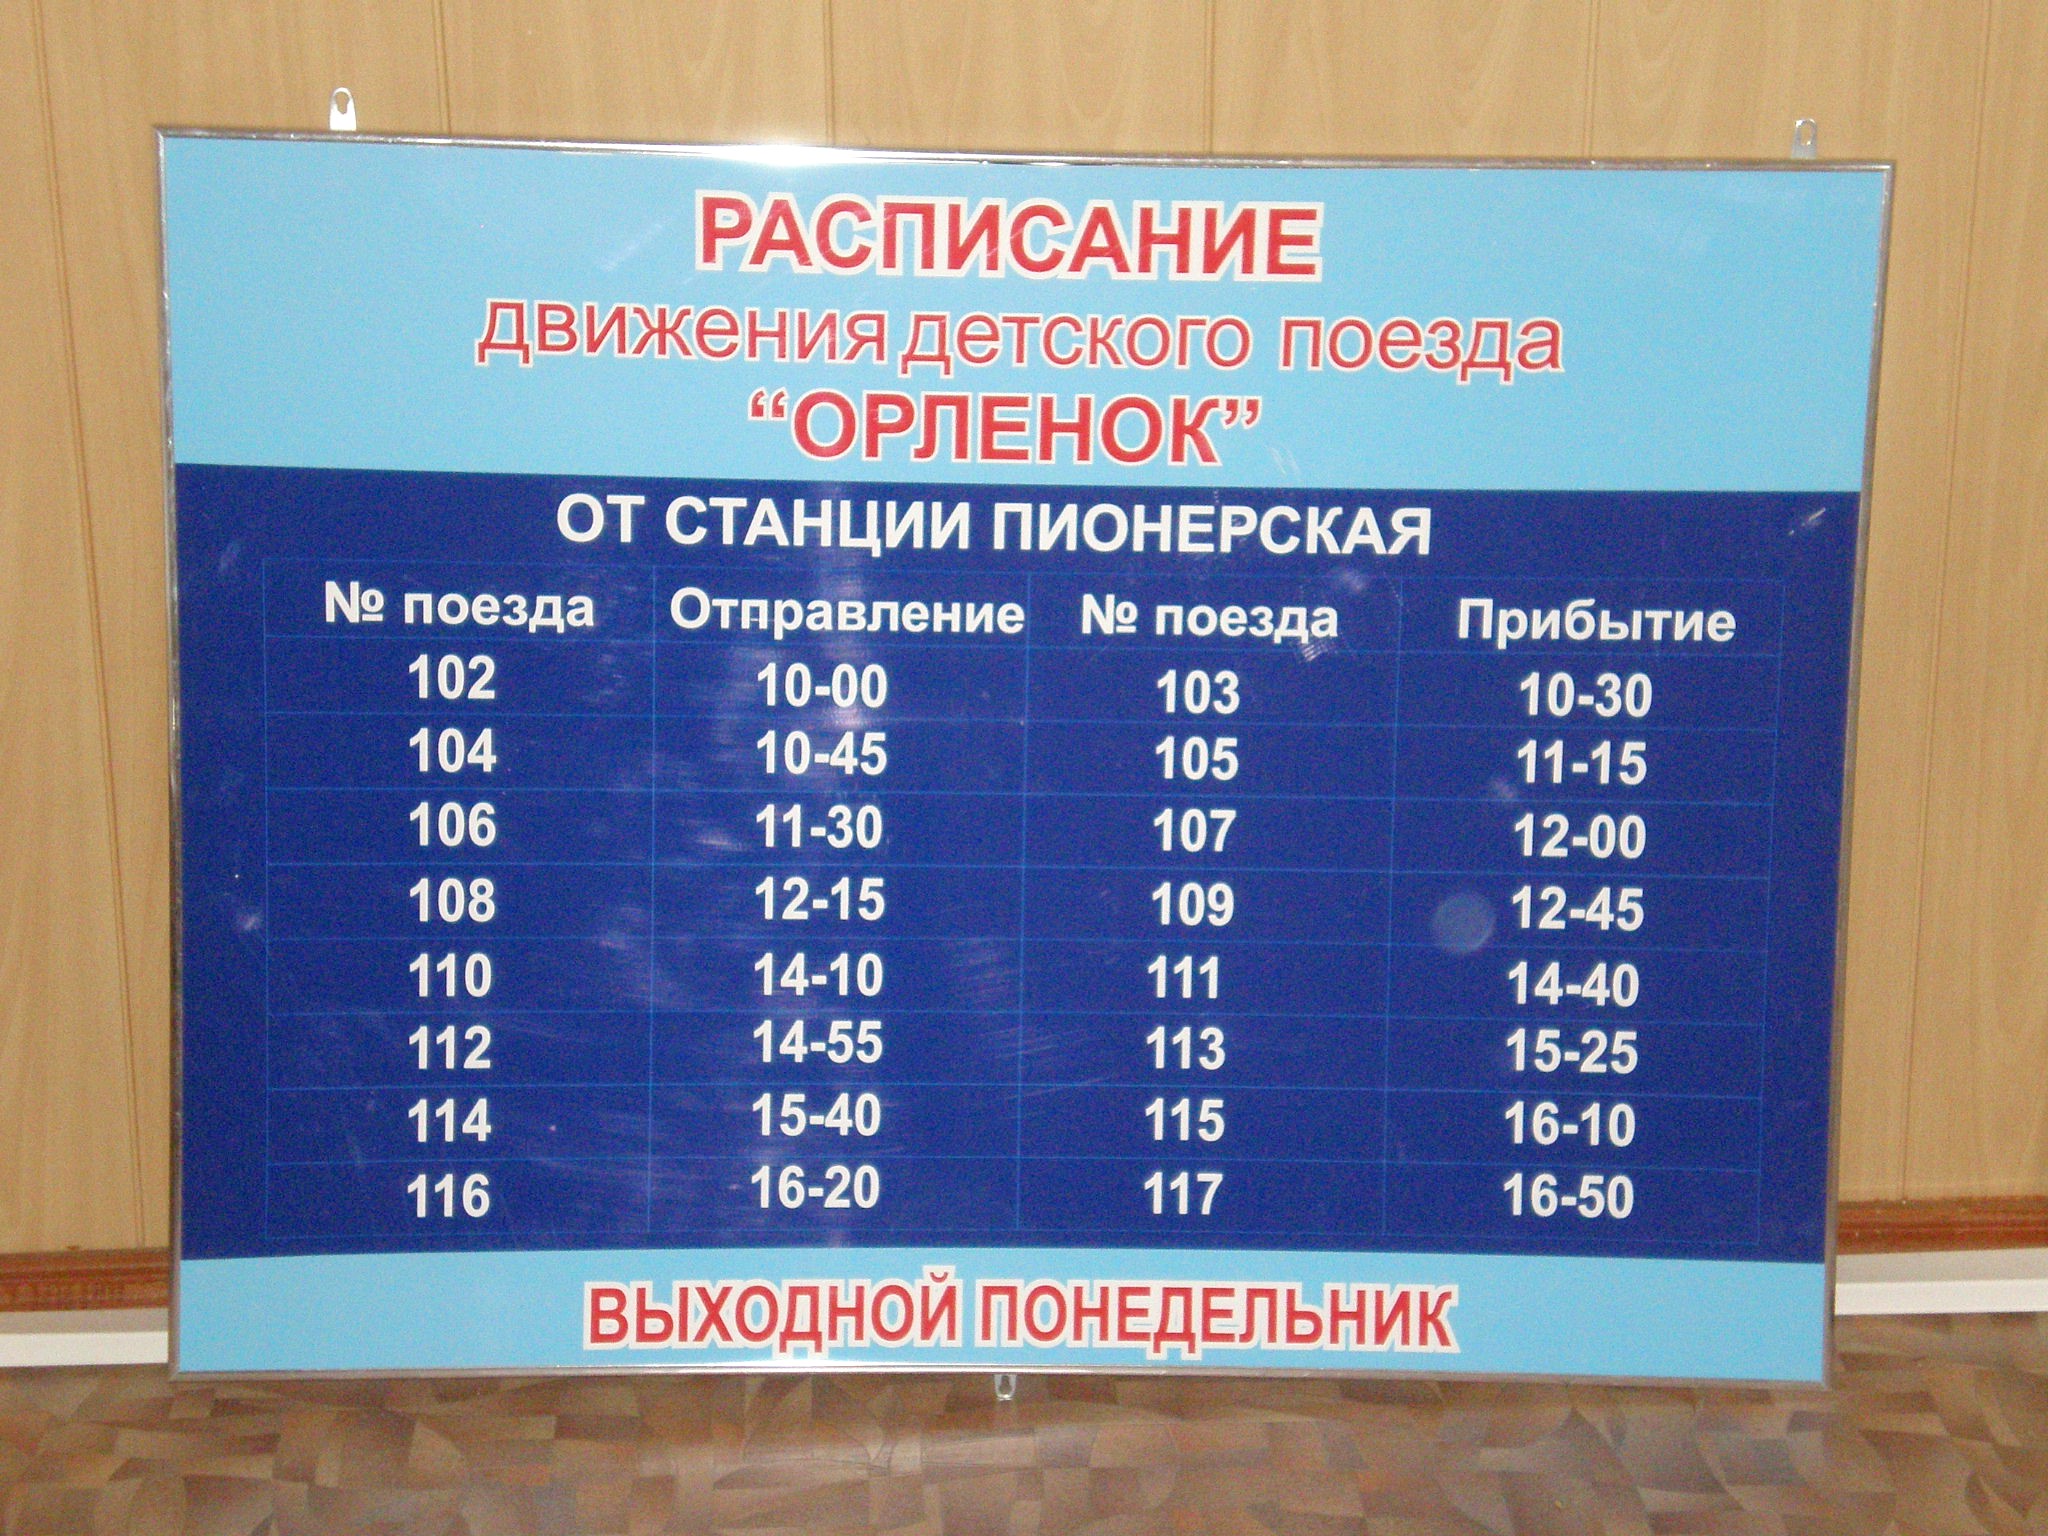 РАСПИСАНИЕ
движения детского поезда
“ОРЛЕНОК”
ОТ СТАНЦИИ ПИОНЕРСКАЯ
№ поезда Отправление № поезда Прибытие
102 10-00 103 10-30
104 10-45 105 11-15
106 11-30 107 12-00
108 12-15 109 12-45
110 14-10 111 14-40
112 14-55 113 15-25
114 15-40 115 16-10
116 16-20 117 16-50
ВЫХОДНОЙ ПОНЕДЕЛЬНИК